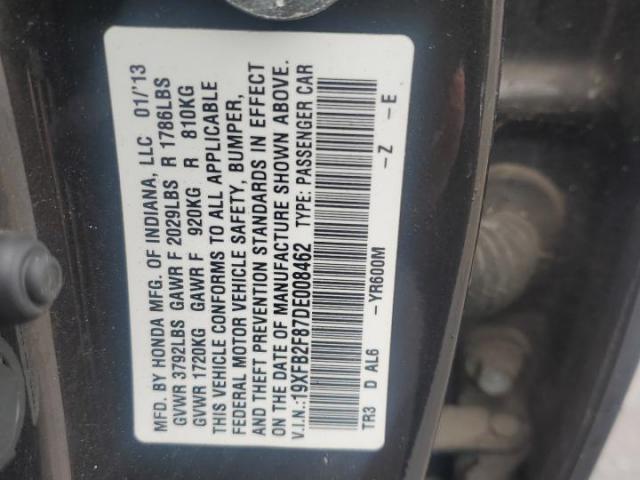 MFD. BY HONDA MFG. OF INDIANA, LLC 01/'13
GVWR 3792LBS GAWR F 2029LBS R 1786LBS
GVWR 1720KG GAWR F 920KG R 810KG
THIS VEHICLE CONFORMS TO ALL APPLICABLE
FEDERAL MOTOR VEHICLE SAFETY, BUMPER,
AND THEFT PREVENTION STANDARDS IN EFFECT
ON THE DATE OF MANUFACTURE SHOWN ABOVE.
V.I.N.:19XFB2F87DE008462 TYPE: PASSENGER CAR
TR3 D AL6 -YR600M -Z -E